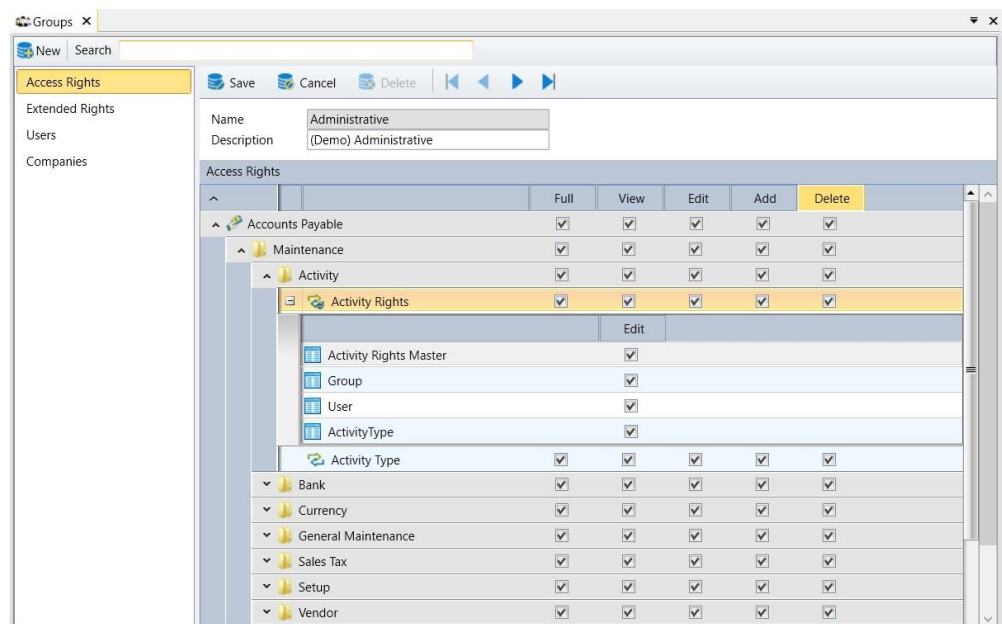 Groups
New Search
Access Rights
Extended Rights
Users
Companies
Save Cancel Delete
Name Administrative
Description (Demo) Administrative
Access Rights
Full View Edit Add Delete
Accounts Payable
Maintenance
Activity
Activity Rights
Edit
Activity Rights Master
Group
User
ActivityType
Activity Type
Bank
Currency
General Maintenance
Sales Tax
Setup
Vendor